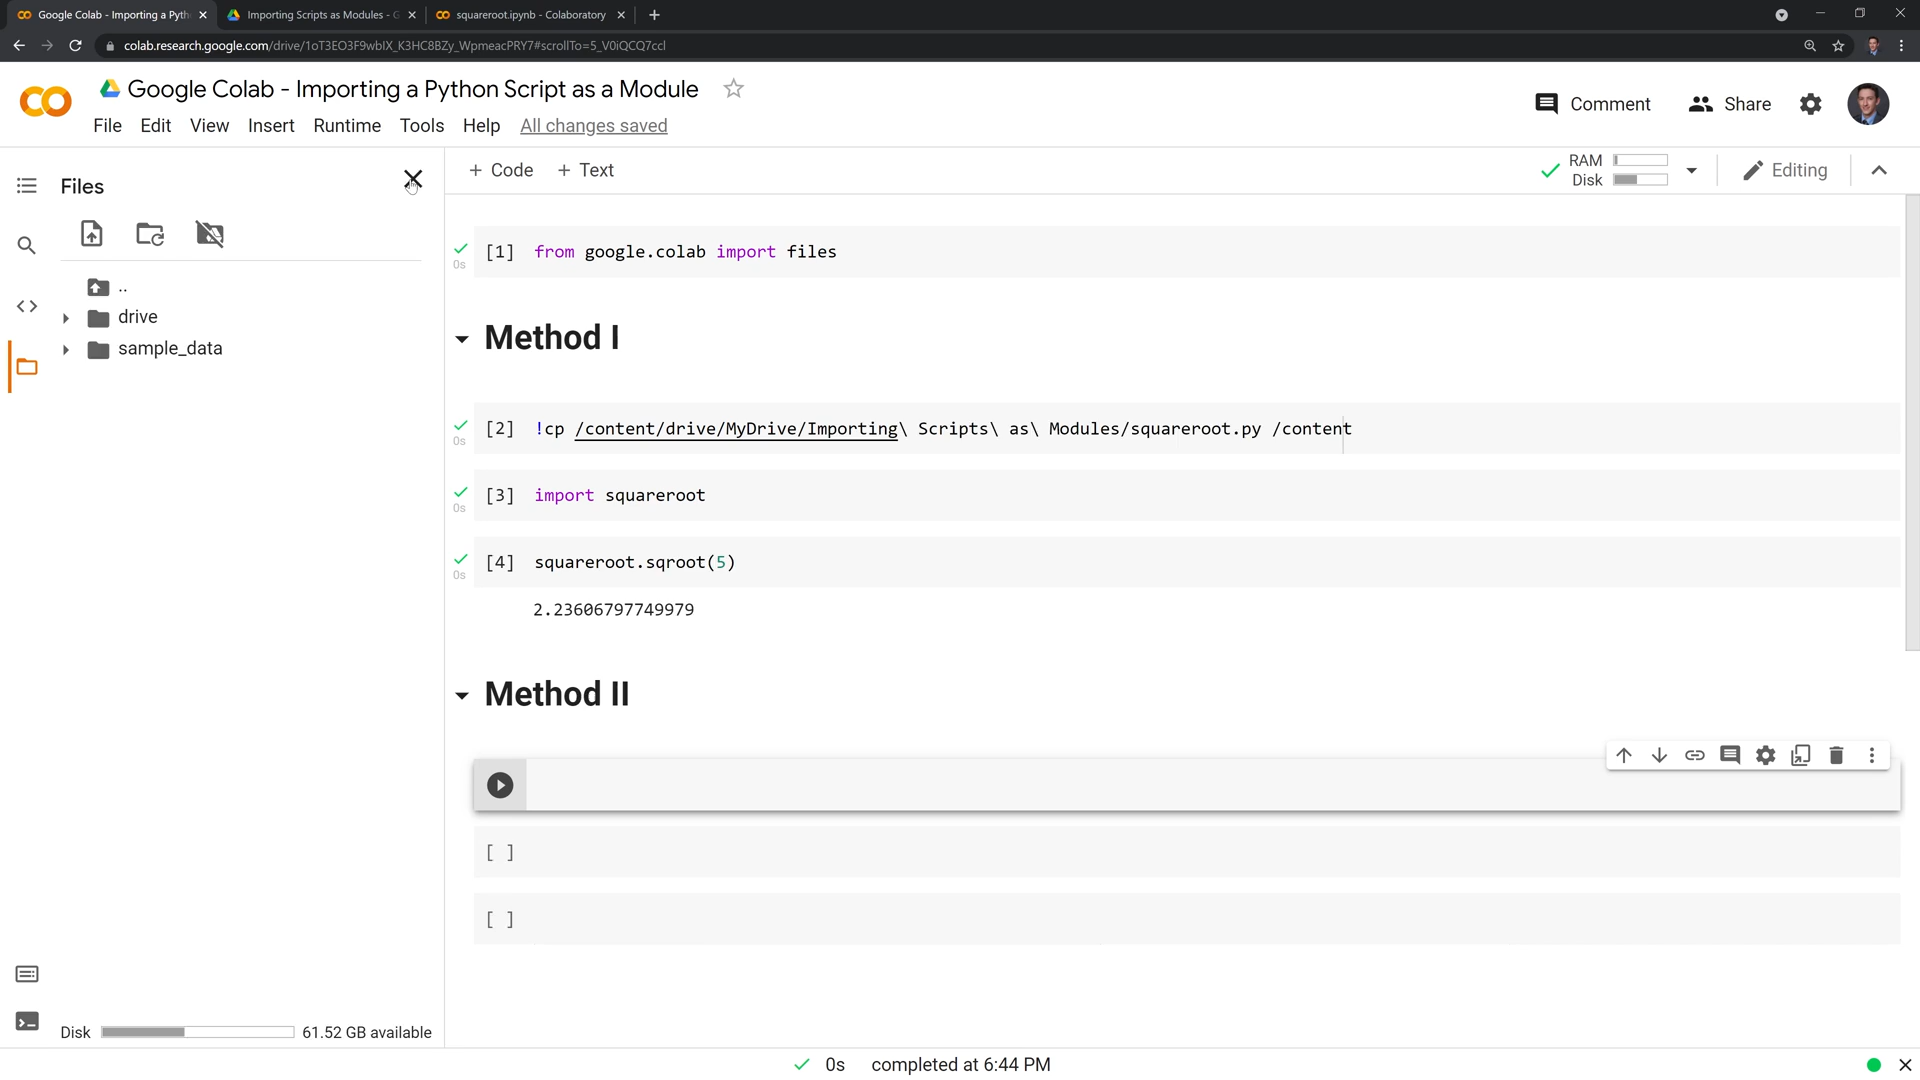 Google Colab - Importing a Pyth
Importing Scripts as Modules - G
squareroot.ipynb - Colaboratory
colab.research.google.com/drive/1oT3EO3F9wbIX_K3HC8BZy_WpmeacPRY7#scrollTo=5_V0iQCQ7ccl
Google Colab - Importing a Python Script as a Module
File Edit View Insert Runtime Tools Help All changes saved
Comment Share
Files
+ Code + Text
RAM
Disk
Editing
..
drive
sample_data
[1] from google.colab import files
0s
Method I
[2] !cp /content/drive/MyDrive/Importing\ Scripts\ as\ Modules/squareroot.py /content
0s
[3] import squareroot
0s
[4] squareroot.sqroot(5)
0s
2.23606797749979
Method II
[ ]
[ ]
Disk 61.52 GB available
0s completed at 6:44 PM